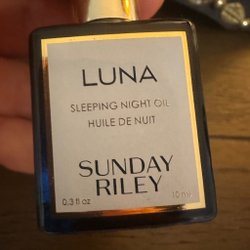 LUNA
SLEEPING NIGHT OIL
HUILE DE NUIT
SUNDAY
RILEY
0.3 fl oz 10 ml